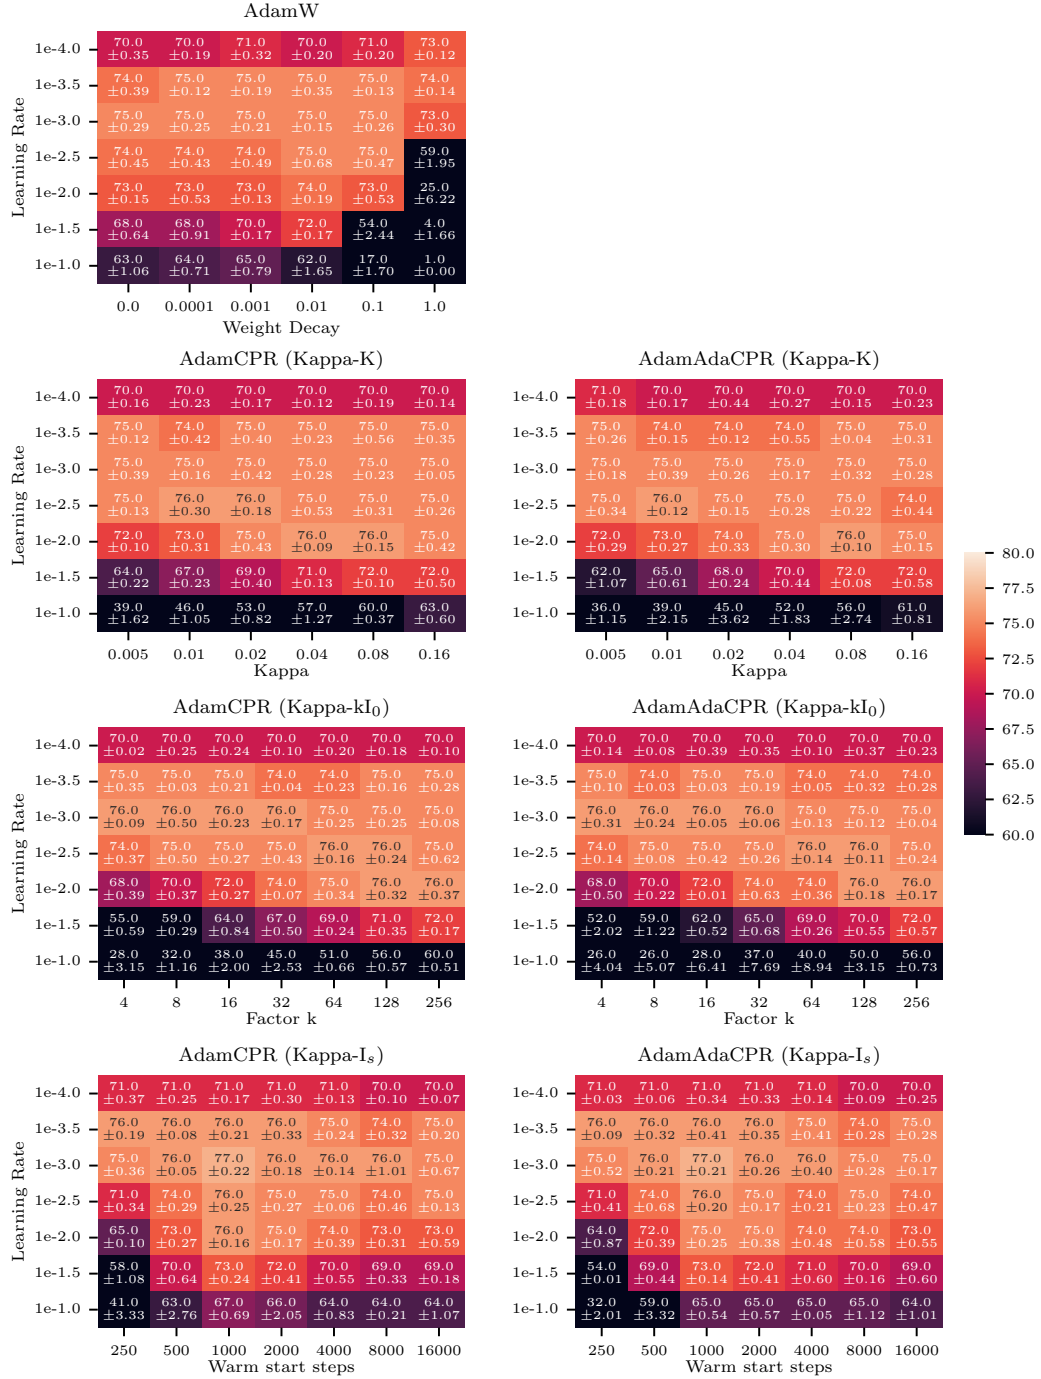 AdamW
Learning Rate
1e-4.0 70.0 70.0 71.0 70.0 71.0 73.0
±0.35 ±0.19 ±0.32 ±0.20 ±0.20 ±0.12
1e-3.5 74.0 75.0 75.0 75.0 75.0 74.0
±0.39 ±0.12 ±0.19 ±0.35 ±0.13 ±0.14
1e-3.0 75.0 75.0 75.0 75.0 75.0 73.0
±0.29 ±0.25 ±0.21 ±0.15 ±0.26 ±0.30
1e-2.5 74.0 74.0 74.0 75.0 75.0 59.0
±0.45 ±0.43 ±0.49 ±0.68 ±0.47 ±1.95
1e-2.0 73.0 73.0 73.0 74.0 73.0 25.0
±0.15 ±0.53 ±0.13 ±0.19 ±0.53 ±6.22
1e-1.5 68.0 68.0 70.0 72.0 54.0 4.0
±0.64 ±0.91 ±0.17 ±0.17 ±2.44 ±1.66
1e-1.0 63.0 64.0 65.0 62.0 17.0 1.0
±1.06 ±0.71 ±0.79 ±1.65 ±1.70 ±0.00
0.0 0.0001 0.001 0.01 0.1 1.0
Weight Decay
AdamCPR (Kappa-K)
Learning Rate
1e-4.0 70.0 70.0 70.0 70.0 70.0 70.0
±0.16 ±0.23 ±0.17 ±0.12 ±0.19 ±0.14
1e-3.5 75.0 74.0 75.0 75.0 75.0 75.0
±0.12 ±0.42 ±0.40 ±0.23 ±0.56 ±0.35
1e-3.0 75.0 75.0 75.0 75.0 75.0 75.0
±0.39 ±0.16 ±0.42 ±0.28 ±0.23 ±0.05
1e-2.5 75.0 76.0 76.0 75.0 75.0 75.0
±0.13 ±0.30 ±0.18 ±0.53 ±0.31 ±0.26
1e-2.0 72.0 73.0 75.0 76.0 76.0 75.0
±0.10 ±0.31 ±0.43 ±0.09 ±0.15 ±0.42
1e-1.5 64.0 67.0 69.0 71.0 72.0 72.0
±0.22 ±0.23 ±0.40 ±0.13 ±0.10 ±0.50
1e-1.0 39.0 46.0 53.0 57.0 60.0 63.0
±1.62 ±1.05 ±0.82 ±1.27 ±0.37 ±0.60
0.005 0.01 0.02 0.04 0.08 0.16
Kappa
AdamAdaCPR (Kappa-K)
71.0 70.0 70.0 70.0 70.0 70.0
±0.18 ±0.17 ±0.44 ±0.27 ±0.15 ±0.23
75.0 74.0 74.0 74.0 75.0 75.0
±0.26 ±0.15 ±0.12 ±0.55 ±0.04 ±0.31
75.0 75.0 75.0 75.0 75.0 75.0
±0.18 ±0.39 ±0.26 ±0.17 ±0.32 ±0.28
75.0 76.0 75.0 75.0 75.0 74.0
±0.34 ±0.12 ±0.15 ±0.28 ±0.22 ±0.44
72.0 73.0 74.0 75.0 76.0 75.0
±0.29 ±0.27 ±0.33 ±0.30 ±0.10 ±0.15
62.0 65.0 68.0 70.0 72.0 72.0
±1.07 ±0.61 ±0.24 ±0.44 ±0.08 ±0.58
36.0 39.0 45.0 52.0 56.0 61.0
±1.15 ±2.15 ±3.62 ±1.83 ±2.74 ±0.81
0.005 0.01 0.02 0.04 0.08 0.16
Kappa
80.0
77.5
75.0
72.5
70.0
67.5
65.0
62.5
60.0
AdamCPR (Kappa-kI₀)
Learning Rate
1e-4.0 70.0 70.0 70.0 70.0 70.0 70.0 70.0
±0.02 ±0.25 ±0.24 ±0.10 ±0.20 ±0.18 ±0.10
1e-3.5 75.0 75.0 75.0 74.0 74.0 75.0 75.0
±0.35 ±0.03 ±0.21 ±0.04 ±0.23 ±0.16 ±0.28
1e-3.0 76.0 76.0 76.0 76.0 75.0 75.0 75.0
±0.09 ±0.50 ±0.23 ±0.17 ±0.25 ±0.25 ±0.08
1e-2.5 74.0 75.0 75.0 75.0 76.0 76.0 75.0
±0.37 ±0.50 ±0.27 ±0.43 ±0.16 ±0.24 ±0.62
1e-2.0 68.0 70.0 72.0 74.0 75.0 76.0 76.0
±0.39 ±0.37 ±0.27 ±0.07 ±0.34 ±0.32 ±0.37
1e-1.5 55.0 59.0 64.0 67.0 69.0 71.0 72.0
±0.59 ±0.29 ±0.84 ±0.50 ±0.24 ±0.35 ±0.17
1e-1.0 28.0 32.0 38.0 45.0 51.0 56.0 60.0
±3.15 ±1.16 ±2.00 ±2.53 ±0.66 ±0.57 ±0.51
4 8 16 32 64 128 256
Factor k
AdamAdaCPR (Kappa-kI₀)
70.0 70.0 70.0 70.0 70.0 70.0 70.0
±0.14 ±0.08 ±0.39 ±0.35 ±0.10 ±0.37 ±0.23
75.0 74.0 75.0 75.0 74.0 74.0 74.0
±0.10 ±0.03 ±0.03 ±0.19 ±0.05 ±0.32 ±0.28
76.0 76.0 76.0 76.0 75.0 75.0 75.0
±0.31 ±0.24 ±0.05 ±0.06 ±0.13 ±0.12 ±0.04
74.0 75.0 75.0 75.0 76.0 76.0 75.0
±0.14 ±0.08 ±0.42 ±0.26 ±0.14 ±0.11 ±0.24
68.0 70.0 72.0 74.0 74.0 76.0 76.0
±0.50 ±0.22 ±0.01 ±0.63 ±0.36 ±0.18 ±0.17
52.0 59.0 62.0 65.0 69.0 70.0 72.0
±2.02 ±1.22 ±0.52 ±0.68 ±0.26 ±0.55 ±0.57
26.0 26.0 28.0 37.0 40.0 50.0 56.0
±4.04 ±5.07 ±6.41 ±7.69 ±8.94 ±3.15 ±0.73
4 8 16 32 64 128 256
Factor k
AdamCPR (Kappa-Iₛ)
Learning Rate
1e-4.0 71.0 71.0 71.0 71.0 71.0 70.0 70.0
±0.37 ±0.25 ±0.17 ±0.30 ±0.13 ±0.10 ±0.07
1e-3.5 76.0 76.0 76.0 76.0 75.0 74.0 75.0
±0.19 ±0.08 ±0.21 ±0.33 ±0.24 ±0.32 ±0.20
1e-3.0 75.0 76.0 77.0 76.0 76.0 76.0 75.0
±0.36 ±0.05 ±0.22 ±0.18 ±0.14 ±1.01 ±0.67
1e-2.5 71.0 74.0 76.0 75.0 75.0 74.0 75.0
±0.34 ±0.29 ±0.25 ±0.27 ±0.06 ±0.46 ±0.13
1e-2.0 65.0 73.0 76.0 75.0 74.0 73.0 73.0
±0.10 ±0.27 ±0.16 ±0.17 ±0.39 ±0.31 ±0.59
1e-1.5 58.0 70.0 73.0 72.0 70.0 69.0 69.0
±1.08 ±0.64 ±0.24 ±0.41 ±0.55 ±0.33 ±0.18
1e-1.0 41.0 63.0 67.0 66.0 64.0 64.0 64.0
±3.33 ±2.76 ±0.69 ±2.05 ±0.83 ±0.21 ±1.07
250 500 1000 2000 4000 8000 16000
Warm start steps
AdamAdaCPR (Kappa-Iₛ)
71.0 71.0 71.0 71.0 71.0 70.0 70.0
±0.03 ±0.06 ±0.34 ±0.33 ±0.14 ±0.09 ±0.25
76.0 76.0 76.0 76.0 75.0 74.0 75.0
±0.09 ±0.32 ±0.41 ±0.35 ±0.41 ±0.28 ±0.28
75.0 76.0 77.0 76.0 76.0 75.0 75.0
±0.52 ±0.21 ±0.21 ±0.26 ±0.40 ±0.28 ±0.17
71.0 74.0 76.0 75.0 74.0 75.0 74.0
±0.41 ±0.68 ±0.20 ±0.17 ±0.21 ±0.23 ±0.47
64.0 72.0 75.0 75.0 74.0 74.0 73.0
±0.87 ±0.39 ±0.25 ±0.38 ±0.48 ±0.58 ±0.55
54.0 69.0 73.0 72.0 71.0 70.0 69.0
±0.01 ±0.44 ±0.14 ±0.41 ±0.60 ±0.16 ±0.60
32.0 59.0 65.0 65.0 65.0 65.0 64.0
±2.01 ±3.32 ±0.54 ±0.57 ±0.05 ±1.12 ±1.01
250 500 1000 2000 4000 8000 16000
Warm start steps